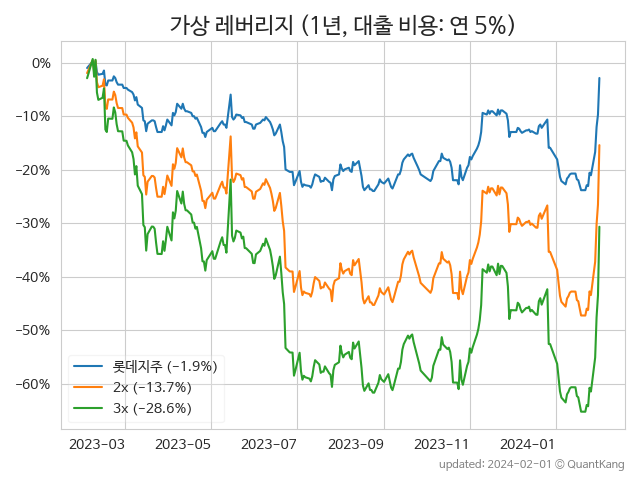 가상 레버리지 (1년, 대출 비용: 연 5%)
0%
−10%
−20%
−30%
−40%
−50%
−60%
롯데지주 (−1.9%)
2x (−13.7%)
3x (−28.6%)
2023-03 2023-05 2023-07 2023-09 2023-11 2024-01
updated: 2024-02-01 © QuantKang